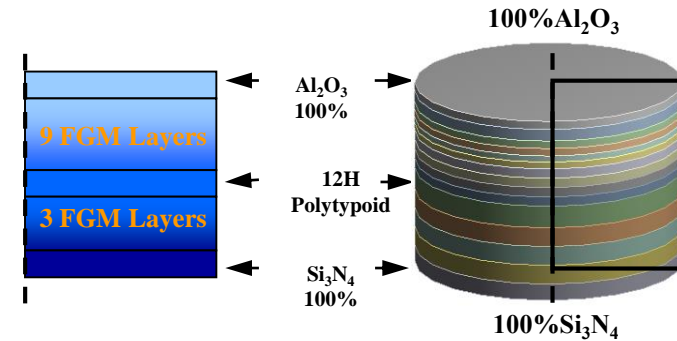 100%Al₂O₃
Al₂O₃
100%
9 FGM Layers
12H
Polytypoid
3 FGM Layers
Si₃N₄
100%
100%Si₃N₄